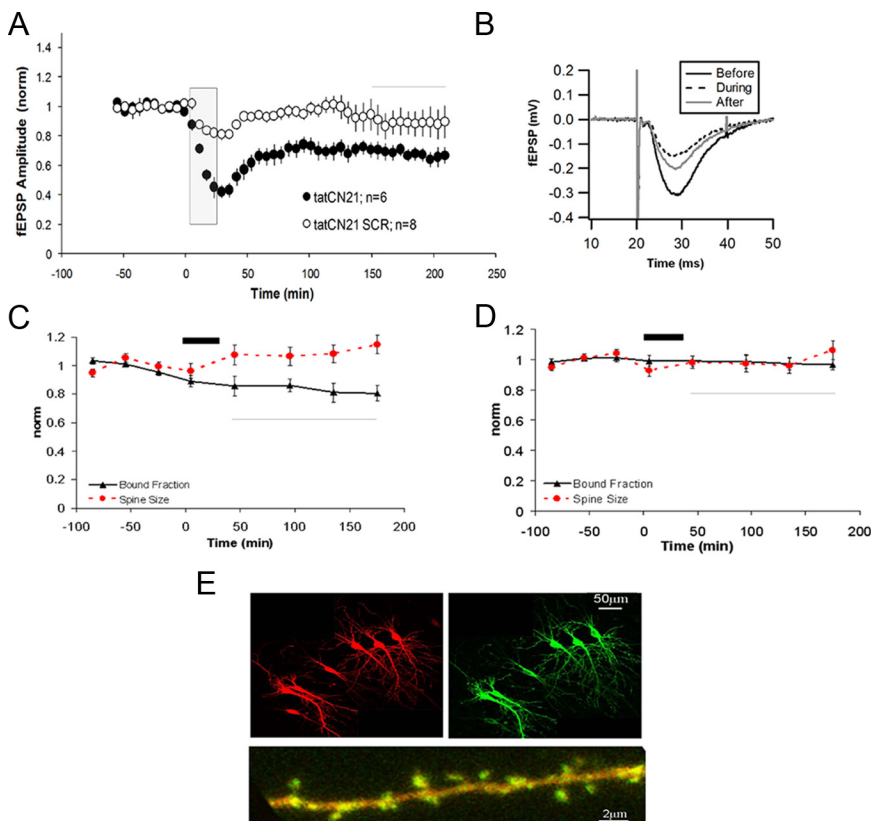 A
fEPSP Amplitude (norm)
1.4
1.2
1
0.8
0.6
0.4
0.2
0
-100 -50 0 50 100 150 200 250
Time (min)
tatCN21; n=6
tatCN21 SCR; n=8
B
fEPSP (mV)
0.2
0.1
0.0
-0.1
-0.2
-0.3
-0.4
Before
During
After
10 20 30 40 50
Time (ms)
C
norm
1.2
1
0.8
0.6
0.4
0.2
0
Bound Fraction
Spine Size
-100 -50 0 50 100 150 200
Time (min)
D
norm
1.2
1
0.8
0.6
0.4
0.2
0
Bound Fraction
Spine Size
-100 -50 0 50 100 150 200
Time (min)
E
50µm
2µm